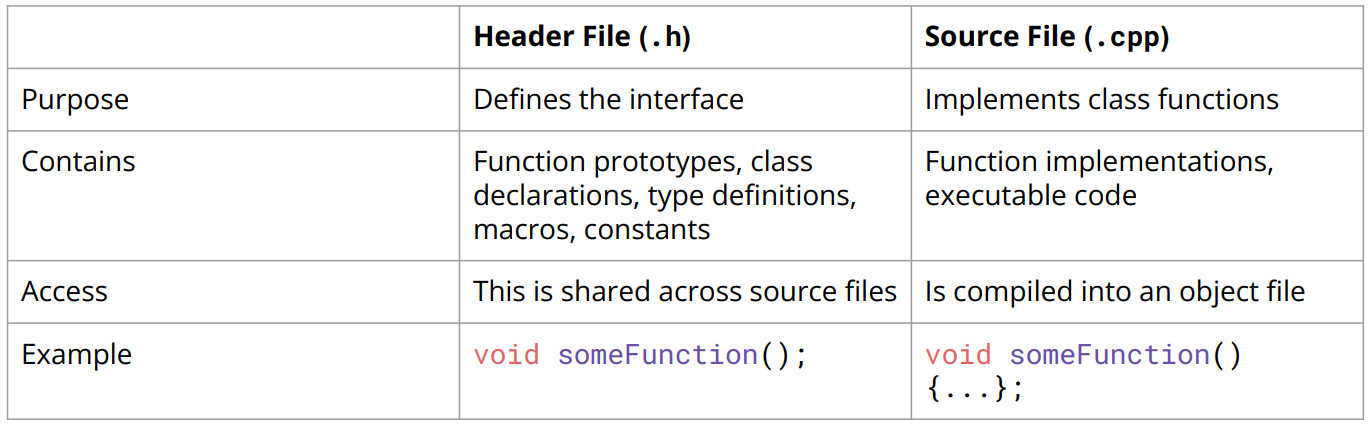 Header File (.h) Source File (.cpp)
Purpose Defines the interface Implements class functions
Contains Function prototypes, class Function implementations,
declarations, type definitions, executable code
macros, constants
Access This is shared across source files Is compiled into an object file
Example void someFunction(); void someFunction()
{...};